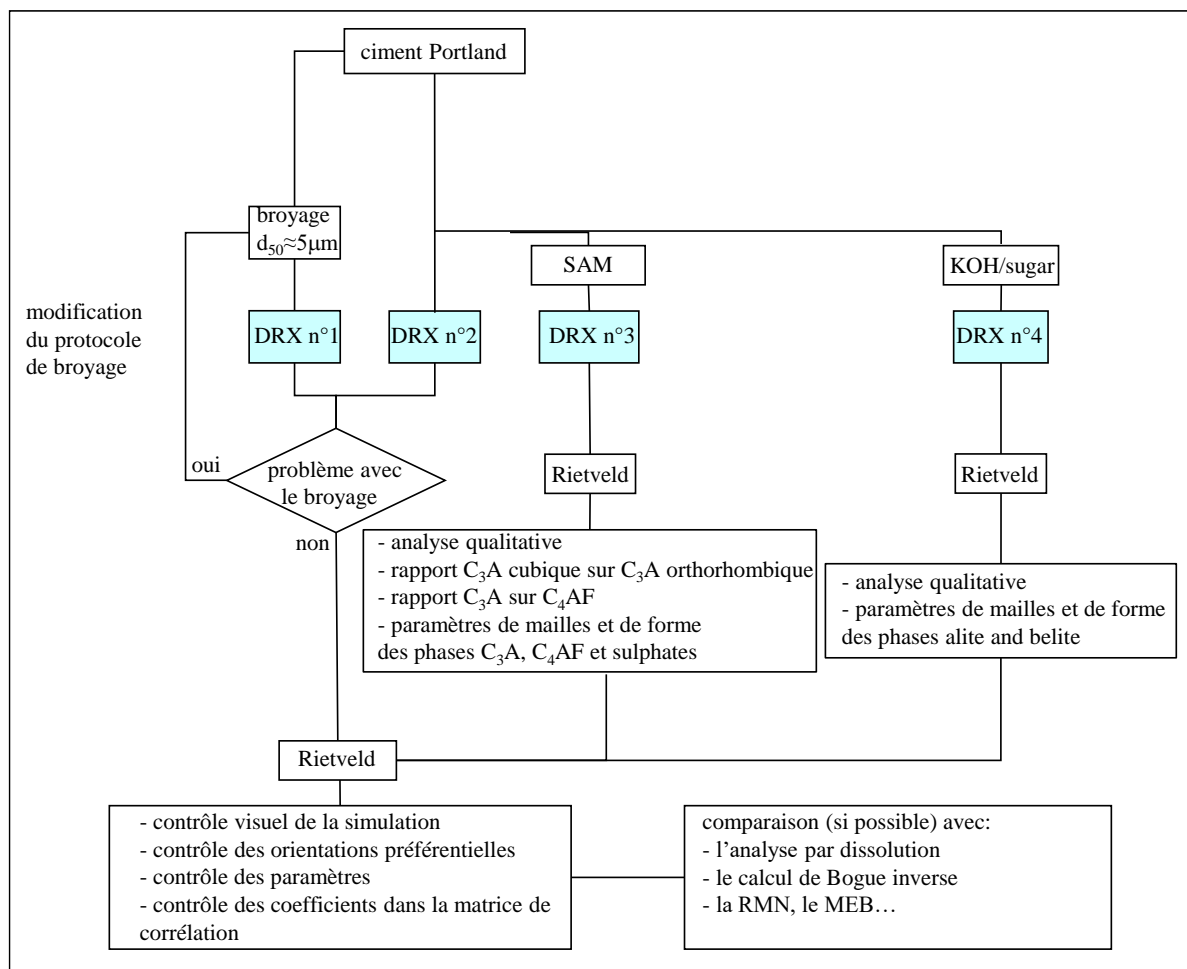 ciment Portland
broyage
d₅₀≈5μm
SAM
KOH/sugar
modification
du protocole
de broyage
DRX n°1
DRX n°2
DRX n°3
DRX n°4
oui
problème avec
le broyage
non
Rietveld
Rietveld
- analyse qualitative
- rapport C₃A cubique sur C₃A orthorhombique
- rapport C₃A sur C₄AF
- paramètres de mailles et de forme
des phases C₃A, C₄AF et sulphates
- analyse qualitative
- paramètres de mailles et de forme
des phases alite and belite
Rietveld
- contrôle visuel de la simulation
- contrôle des orientations préférentielles
- contrôle des paramètres
- contrôle des coefficients dans la matrice de
corrélation
comparaison (si possible) avec:
- l'analyse par dissolution
- le calcul de Bogue inverse
- la RMN, le MEB…